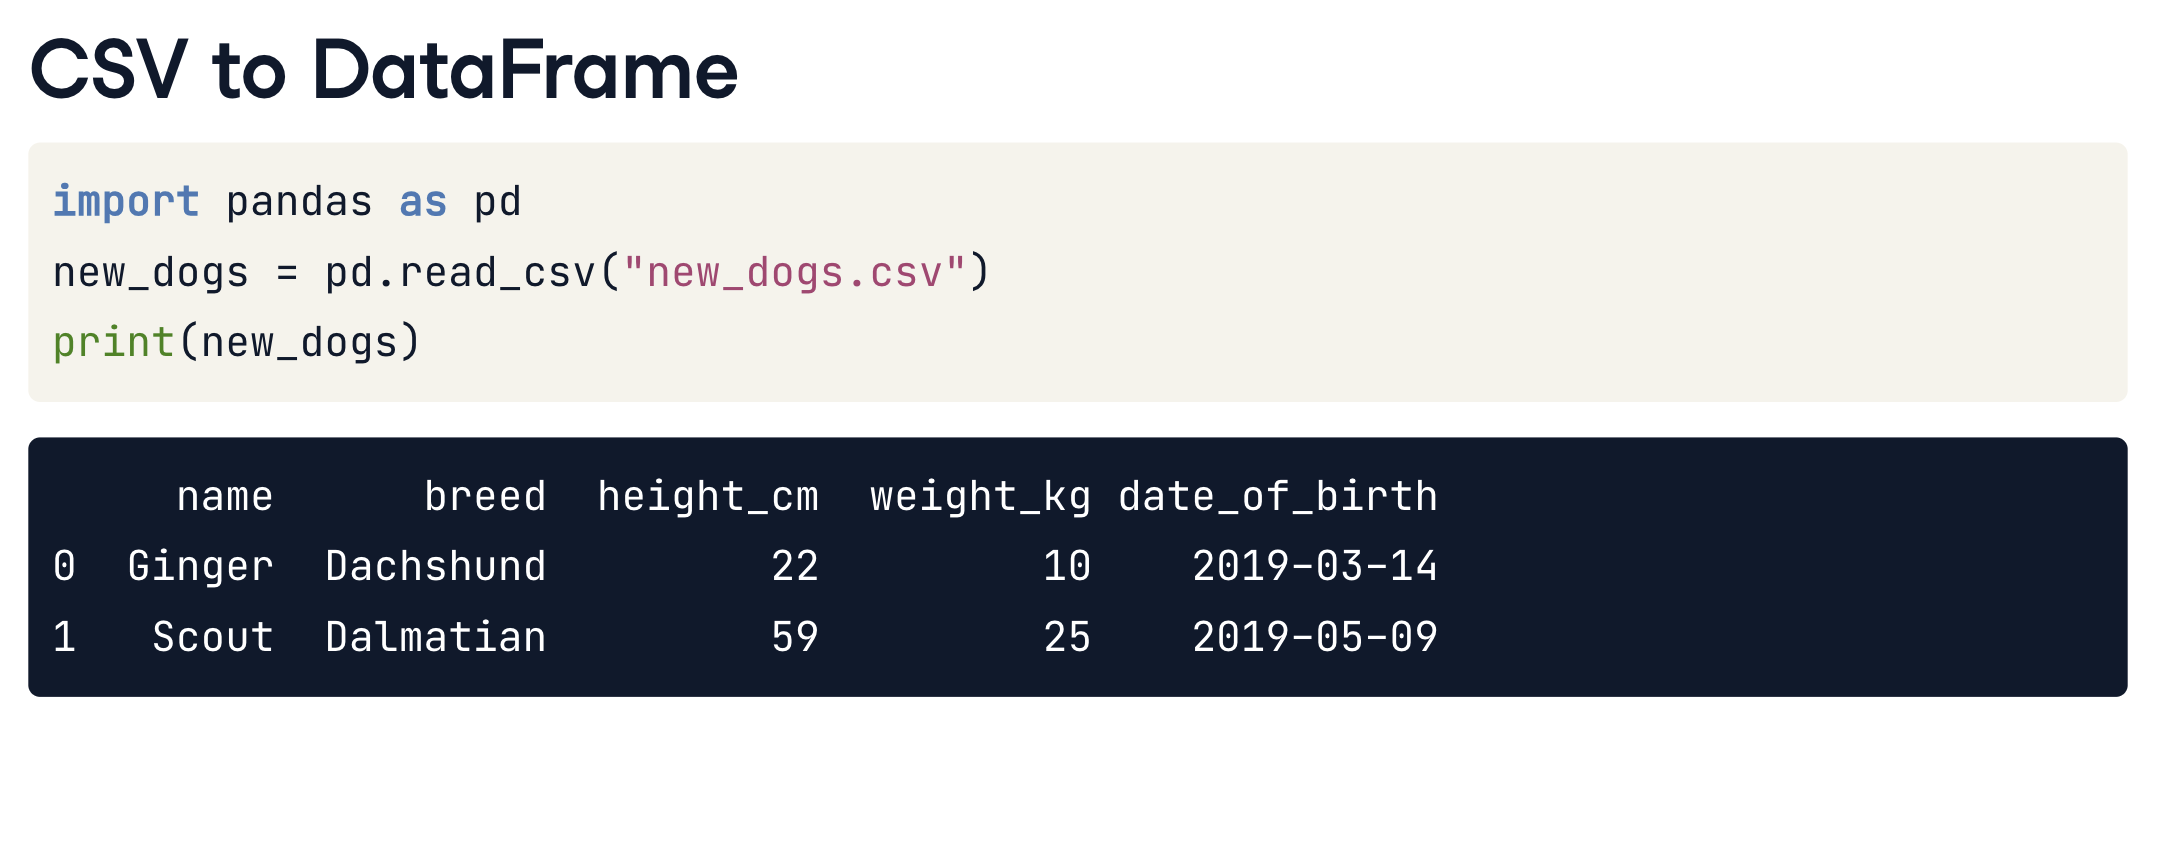 CSV to DataFrame
import pandas as pd
new_dogs = pd.read_csv("new_dogs.csv")
print(new_dogs)
name breed height_cm weight_kg date_of_birth
0 Ginger Dachshund 22 10 2019-03-14
1 Scout Dalmatian 59 25 2019-05-09